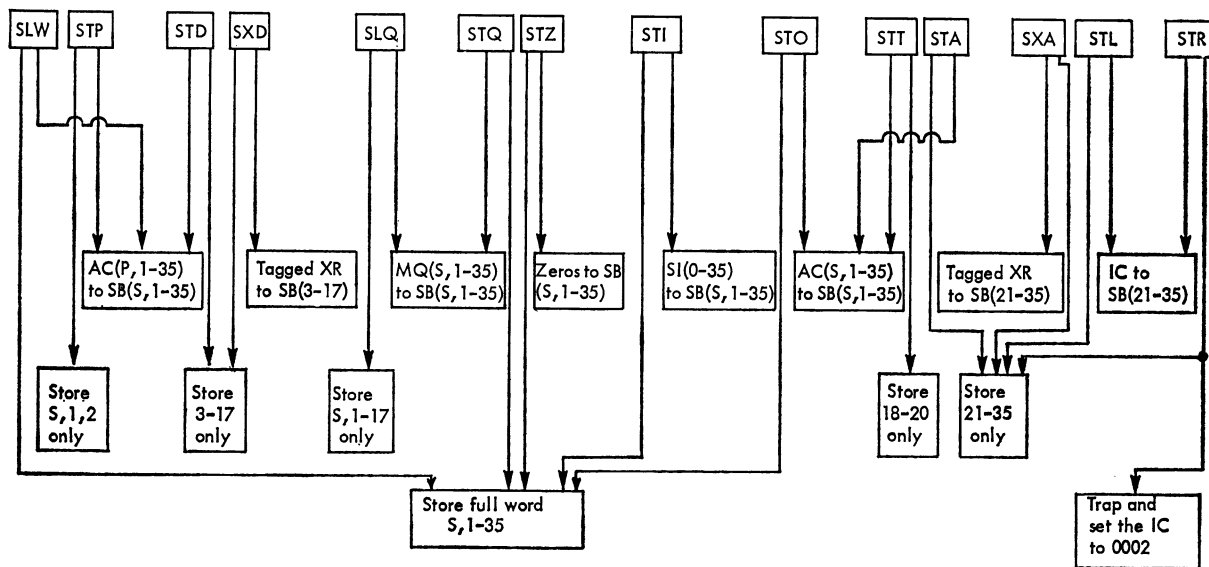 SLW STP STD SXD SLQ STQ STZ STI STO STT STA SXA STL STR
AC(P, 1-35)
to SB(S, 1-35)
Tagged XR
to SB(3-17)
MQ(S, 1-35)
to SB(S, 1-35)
Zeros to SB
(S, 1-35)
SI(0-35)
to SB(S, 1-35)
AC(S, 1-35)
to SB(S, 1-35)
Tagged XR
to SB(21-35)
IC to
SB(21-35)
Store
S,1,2
only
Store
3-17
only
Store
S, 1-17
only
Store
18-20
only
Store
21-35
only
Store full word
S, 1-35
Trap and
set the IC
to 0002